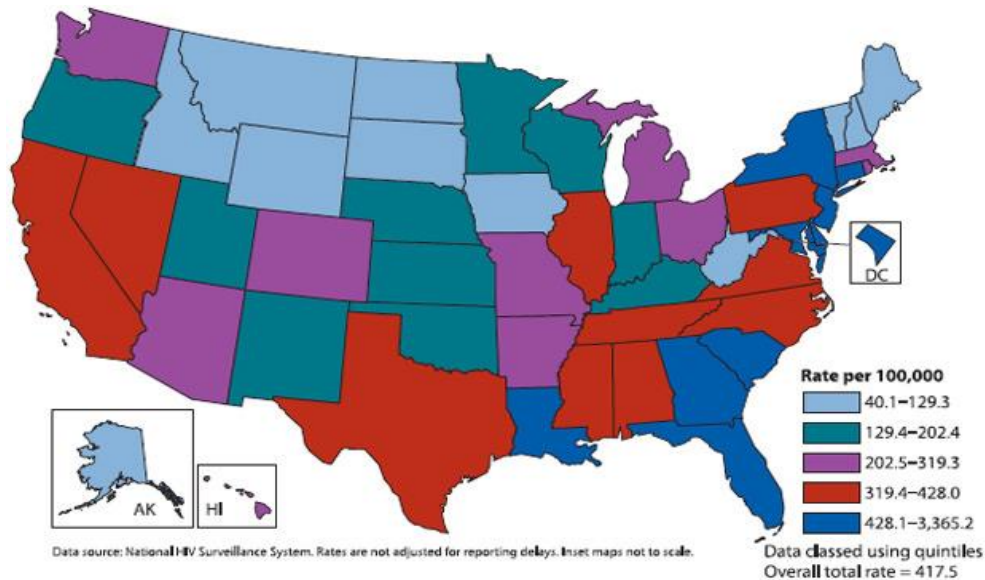 DC
Rate per 100,000
40.1–129.3
129.4–202.4
202.5–319.3
319.4–428.0
428.1–3,365.2
AK
HI
Data source: National HIV Surveillance System. Rates are not adjusted for reporting delays. Inset maps not to scale.
Data classed using quintiles
Overall total rate = 417.5